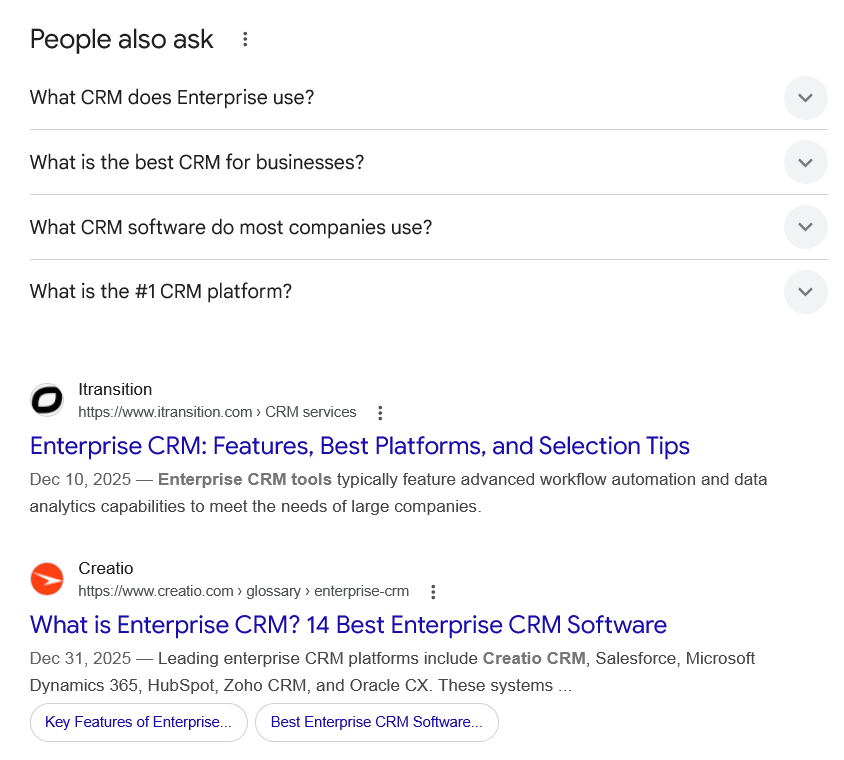 People also ask
What CRM does Enterprise use?
What is the best CRM for businesses?
What CRM software do most companies use?
What is the #1 CRM platform?
Itransition
https://www.itransition.com › CRM services
Enterprise CRM: Features, Best Platforms, and Selection Tips
Dec 10, 2025 — Enterprise CRM tools typically feature advanced workflow automation and data
analytics capabilities to meet the needs of large companies.
Creatio
https://www.creatio.com › glossary › enterprise-crm
What is Enterprise CRM? 14 Best Enterprise CRM Software
Dec 31, 2025 — Leading enterprise CRM platforms include Creatio CRM, Salesforce, Microsoft
Dynamics 365, HubSpot, Zoho CRM, and Oracle CX. These systems ...
Key Features of Enterprise... Best Enterprise CRM Software...